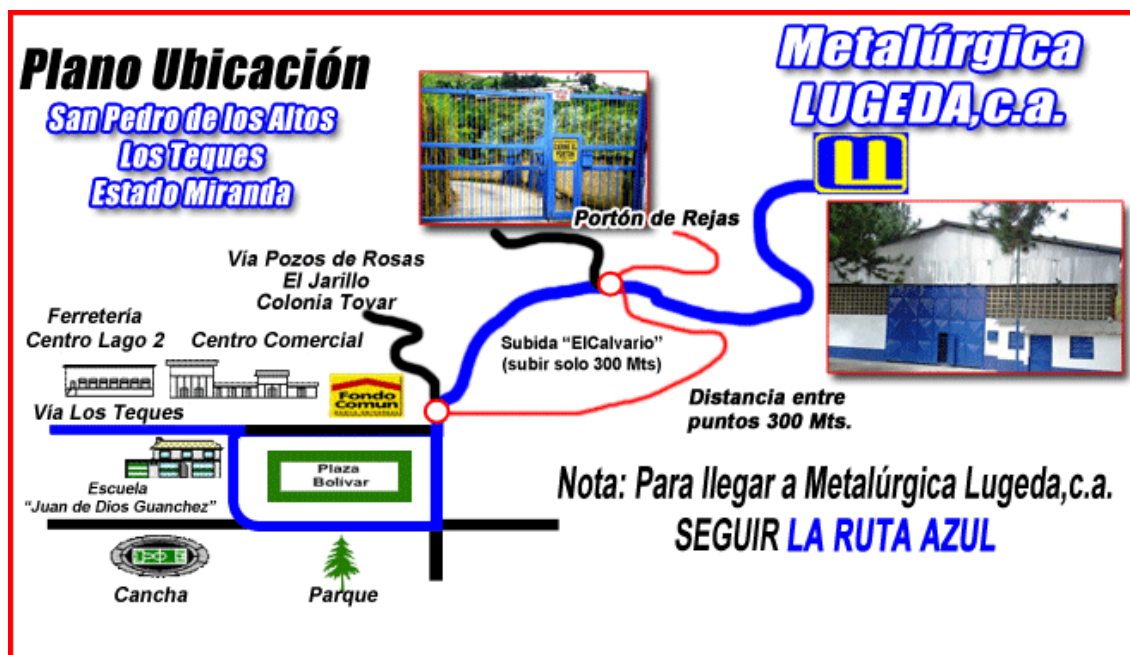 Plano Ubicación
San Pedro de los Altos
Los Teques
Estado Miranda
Metalúrgica
LUGEDA,c.a.
Portón de Rejas
Vía Pozos de Rosas
El Jarillo
Colonia Tovar
Ferretería
Centro Lago 2
Centro Comercial
Subida “ElCalvario”
(subir solo 300 Mts)
Fondo
Comun
Distancia entre
puntos 300 Mts.
Vía Los Teques
Plaza
Bolívar
Escuela
“Juan de Dios Guanchez”
Nota: Para llegar a Metalúrgica Lugeda,c.a.
SEGUIR LA RUTA AZUL
Cancha
Parque